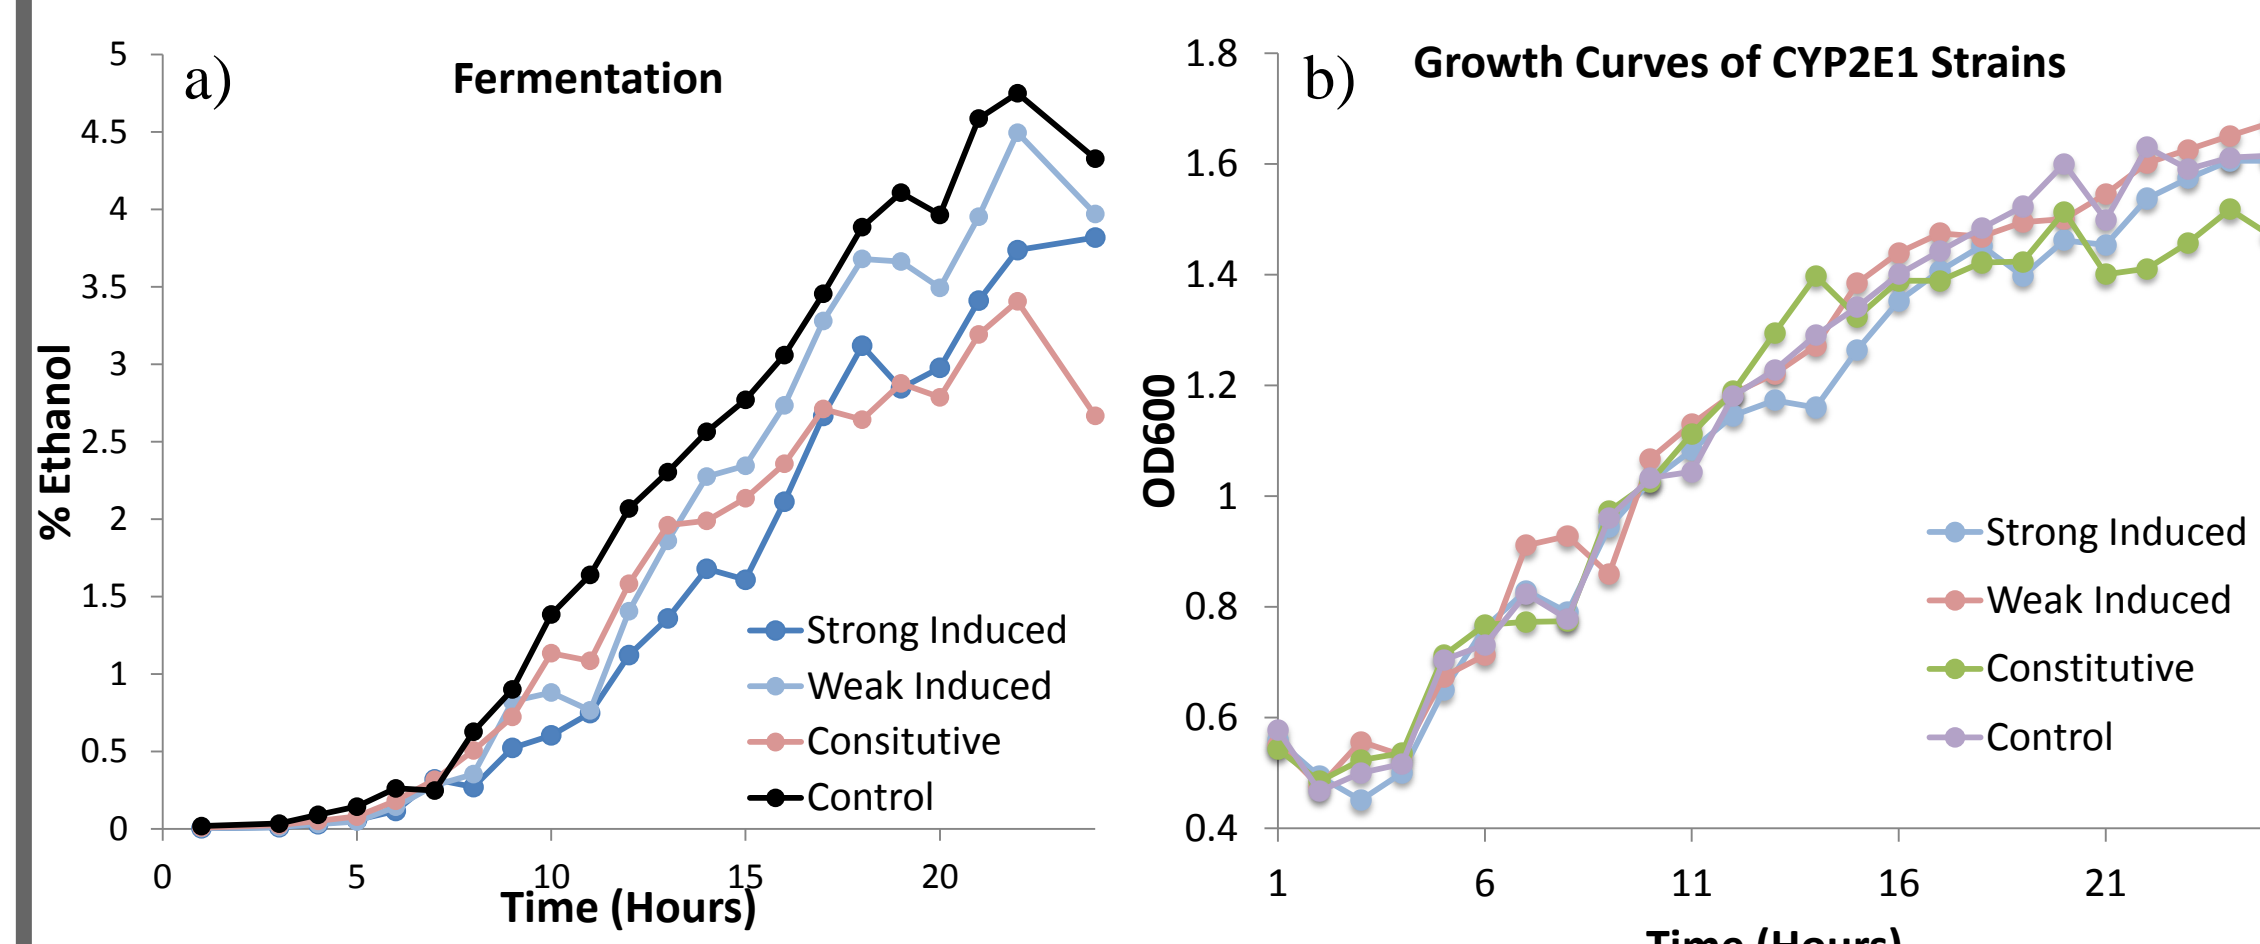 a)
Fermentation
5
4.5
4
3.5
3
2.5
2
1.5
1
0.5
0
% Ethanol
Strong Induced
Weak Induced
Consitutive
Control
0 5 10 15 20
Time (Hours)
b)
Growth Curves of CYP2E1 Strains
1.8
1.6
1.4
1.2
1
0.8
0.6
0.4
OD600
Strong Induced
Weak Induced
Constitutive
Control
1 6 11 16 21
Time (Hours)